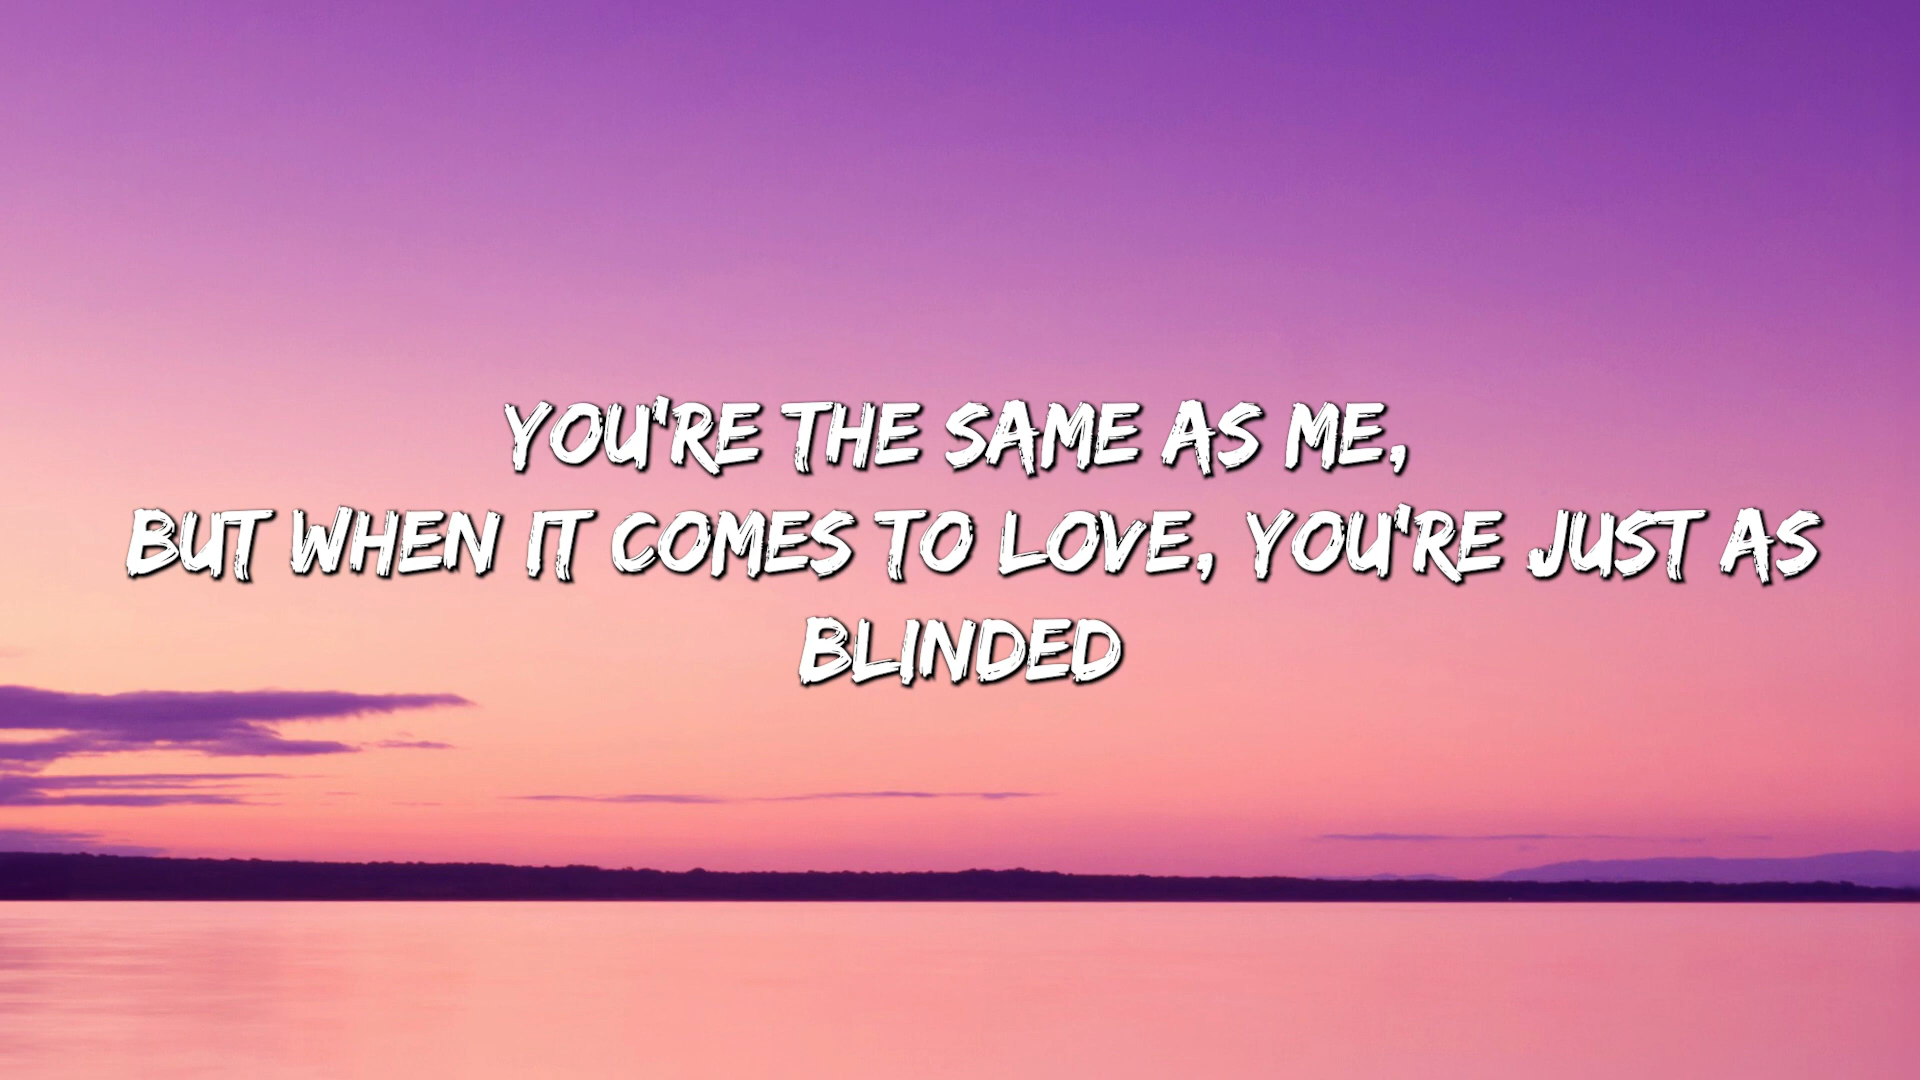 YOU'RE THE SAME AS ME,
BUT WHEN IT COMES TO LOVE, YOU'RE JUST AS
BLINDED